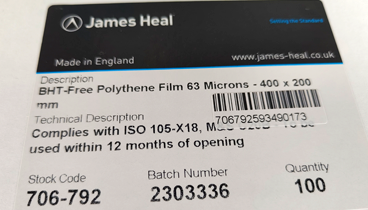 James Heal
Setting the Standard
Made in England
www.james-heal.co.uk
Description
BHT-Free Polythene Film 63 Microns - 400 x 200
mm
Technical Description
706792593490173
Complies with ISO 105-X18,
used within 12 months of opening
Stock Code
Batch Number
Quantity
706-792
2303336
100